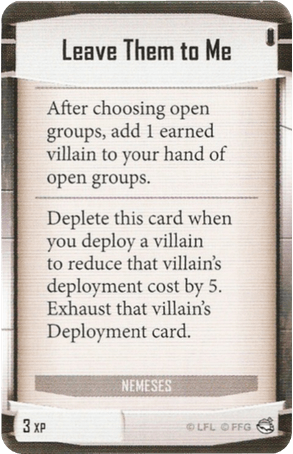 Leave Them to Me
After choosing open
groups, add 1 earned
villain to your hand of
open groups.
Deplete this card when
you deploy a villain
to reduce that villain's
deployment cost by 5.
Exhaust that villain's
Deployment card.
NEMESES
3 XP
© LFL © FFG